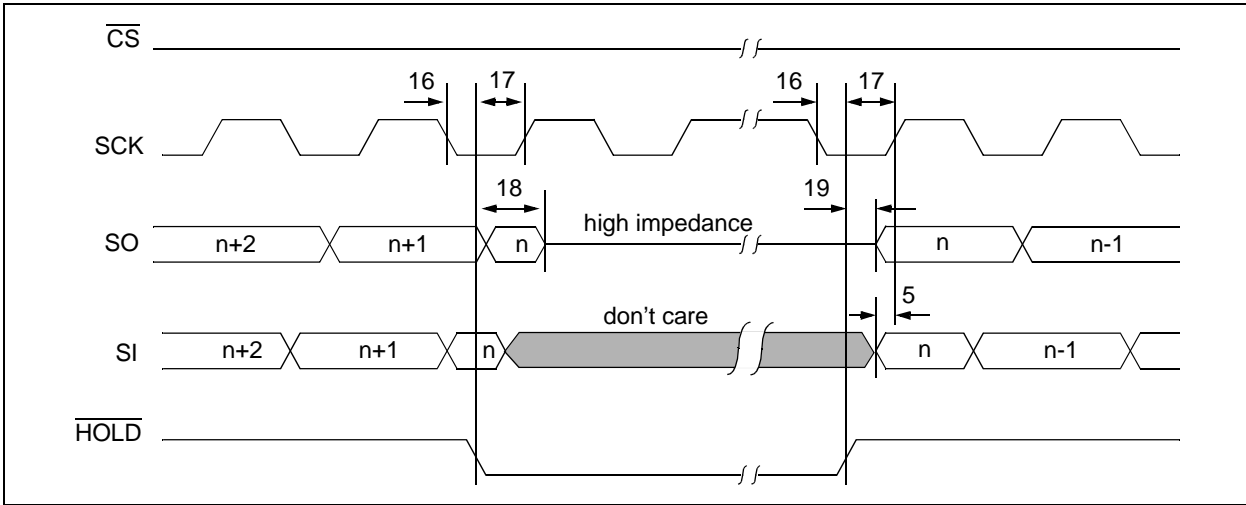 CS
16 17 16 17
SCK
18 19
SO n+2 n+1 n high impedance n n-1
5
don't care
SI n+2 n+1 n n n-1
HOLD